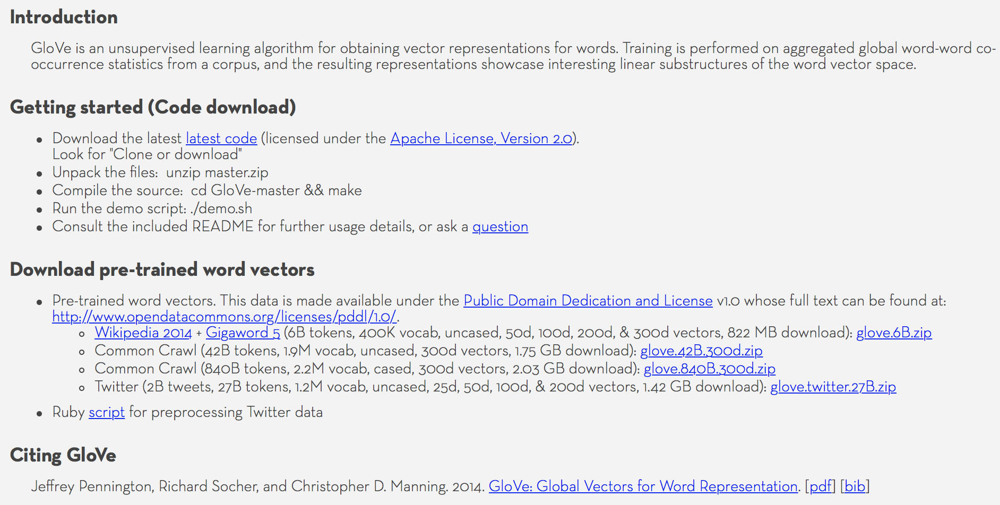 Introduction
GloVe is an unsupervised learning algorithm for obtaining vector representations for words. Training is performed on aggregated global word-word co-
occurrence statistics from a corpus, and the resulting representations showcase interesting linear substructures of the word vector space.
Getting started (Code download)
• Download the latest latest code (licensed under the Apache License, Version 2.0).
Look for "Clone or download"
• Unpack the files:  unzip master.zip
• Compile the source:  cd GloVe-master && make
• Run the demo script: ./demo.sh
• Consult the included README for further usage details, or ask a question
Download pre-trained word vectors
• Pre-trained word vectors. This data is made available under the Public Domain Dedication and License v1.0 whose full text can be found at:
http://www.opendatacommons.org/licenses/pddl/1.0/.
◦ Wikipedia 2014 + Gigaword 5 (6B tokens, 400K vocab, uncased, 50d, 100d, 200d, & 300d vectors, 822 MB download): glove.6B.zip
◦ Common Crawl (42B tokens, 1.9M vocab, uncased, 300d vectors, 1.75 GB download): glove.42B.300d.zip
◦ Common Crawl (840B tokens, 2.2M vocab, cased, 300d vectors, 2.03 GB download): glove.840B.300d.zip
◦ Twitter (2B tweets, 27B tokens, 1.2M vocab, uncased, 25d, 50d, 100d, & 200d vectors, 1.42 GB download): glove.twitter.27B.zip
• Ruby script for preprocessing Twitter data
Citing GloVe
Jeffrey Pennington, Richard Socher, and Christopher D. Manning. 2014. GloVe: Global Vectors for Word Representation. [pdf] [bib]